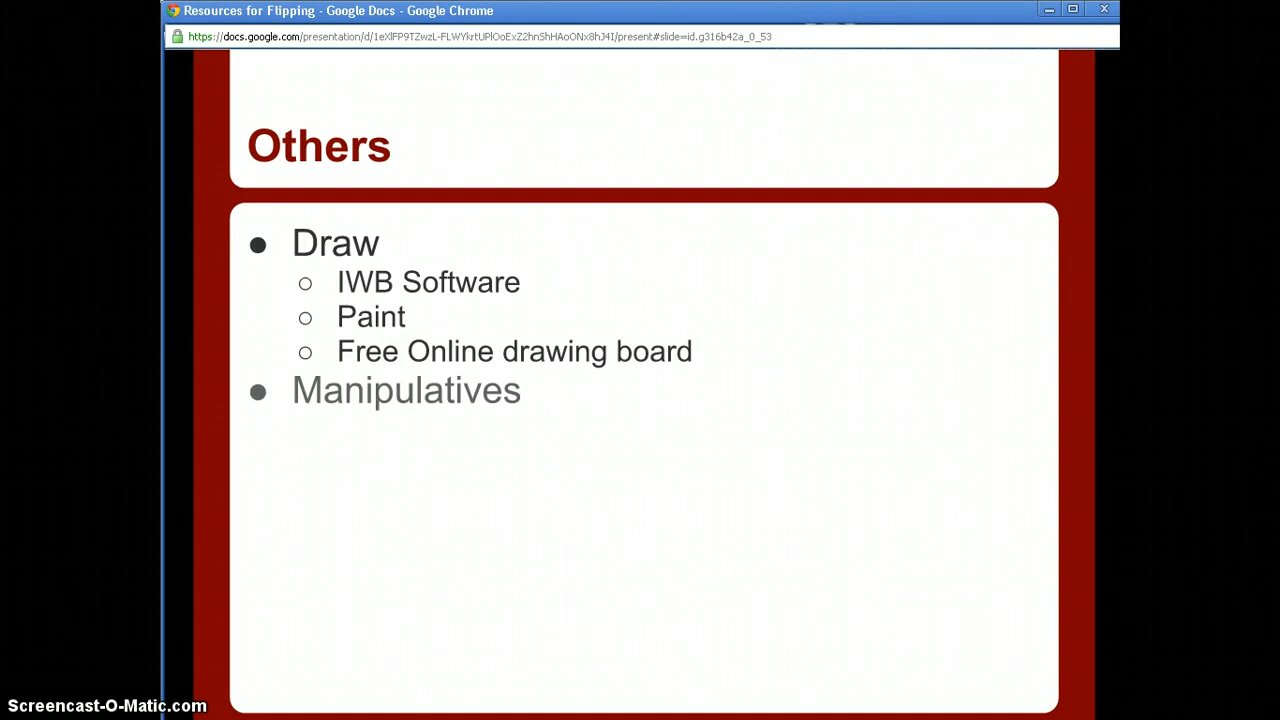 Resources for Flipping - Google Docs - Google Chrome
Others
● Draw
○ IWB Software
○ Paint
○ Free Online drawing board
● Manipulatives
Screencast-O-Matic.com